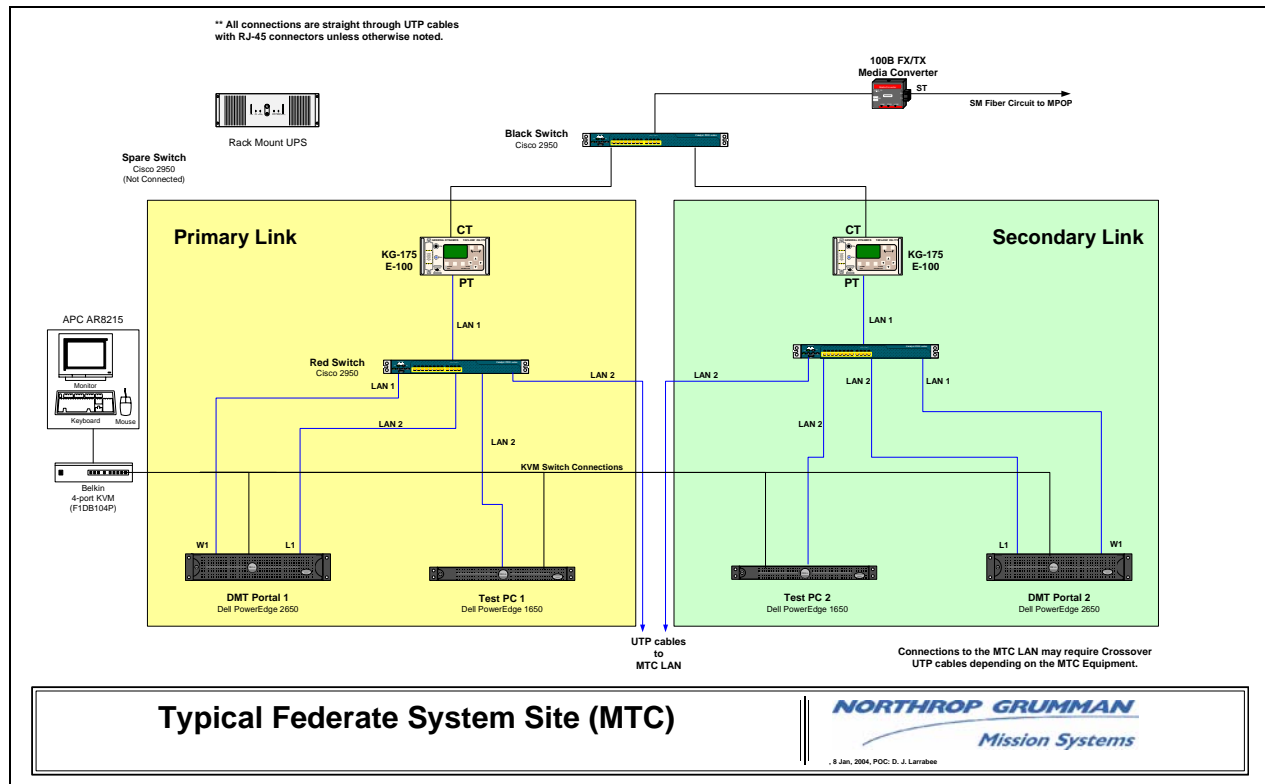 ** All connections are straight through UTP cables
with RJ-45 connectors unless otherwise noted.
100B FX/TX
Media Converter
ST
SM Fiber Circuit to MPOP
Rack Mount UPS
Black Switch
Cisco 2950
Spare Switch
Cisco 2950
(Not Connected)
Primary Link
CT
KG-175
E-100
PT
LAN 1
Secondary Link
CT
KG-175
E-100
PT
LAN 1
APC AR8215
Monitor
Keyboard
Mouse
Belkin
4-port KVM
(F1DB104P)
Red Switch
Cisco 2950
LAN 1
LAN 2
LAN 2
LAN 2
LAN 2
LAN 2
LAN 2
LAN 1
KVM Switch Connections
W1
L1
DMT Portal 1
Dell PowerEdge 2650
Test PC 1
Dell PowerEdge 1650
Test PC 2
Dell PowerEdge 1650
L1
W1
DMT Portal 2
Dell PowerEdge 2650
UTP cables
to
MTC LAN
Connections to the MTC LAN may require Crossover
UTP cables depending on the MTC Equipment.
Typical Federate System Site (MTC)
NORTHROP GRUMMAN
Mission Systems
, 8 Jan, 2004, POC: D. J. Larrabee